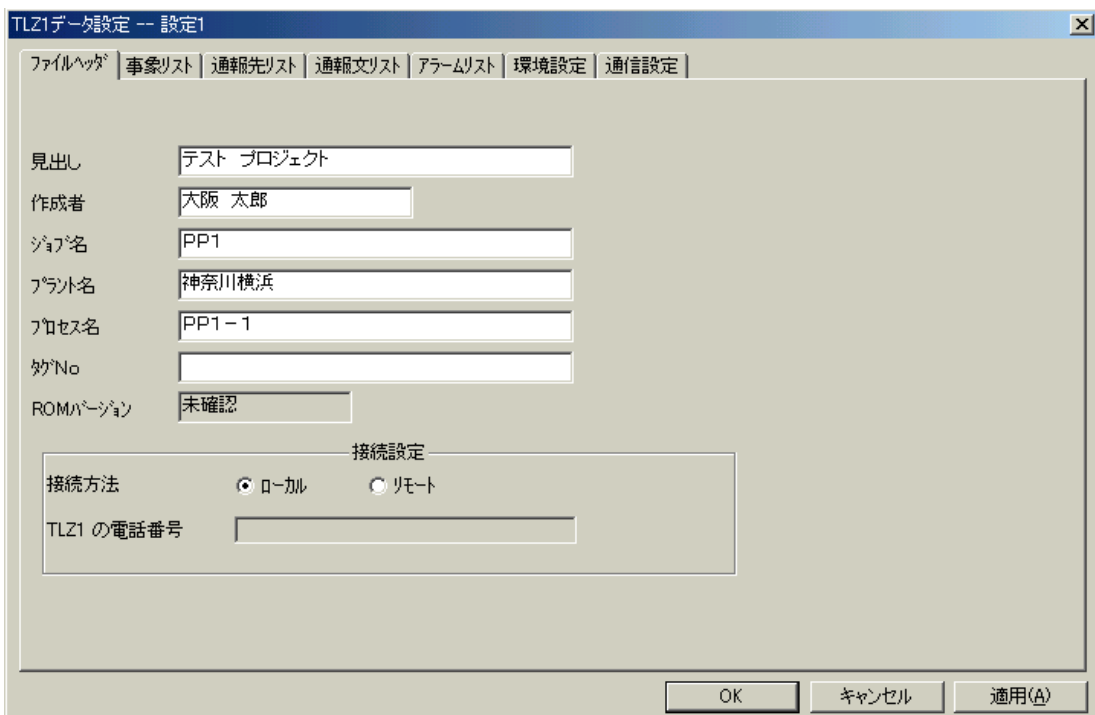 TLZ1データ設定 -- 設定1
ﾌｧｲﾙﾍｯﾀﾞ 事象リスト 通報先リスト 通報文リスト ｱﾗｰﾑﾘｽﾄ 環境設定 通信設定
見出し テスト　プロジェクト
作成者 大阪　太郎
ｼﾞｮﾌﾞ名 ＰＰ１
ﾌﾟﾗﾝﾄ名 神奈川横浜
ﾌﾟﾛｾｽ名 ＰＰ１－１
ﾀｸﾞNo
ROMﾊﾞｰｼﾞｮﾝ 未確認
接続設定
接続方法 ﾛｰｶﾙ ﾘﾓｰﾄ
TLZ1 の電話番号
OK キャンセル 適用(A)